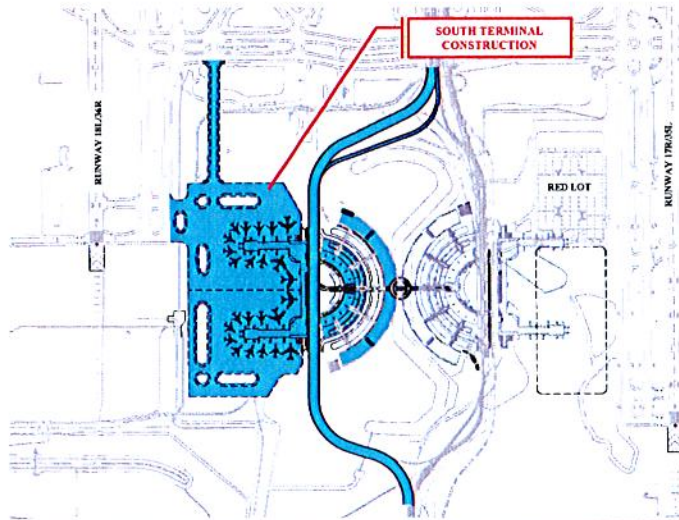 SOUTH TERMINAL
CONSTRUCTION
RUNWAY 18L/36R
RED LOT
RUNWAY 17R/35L